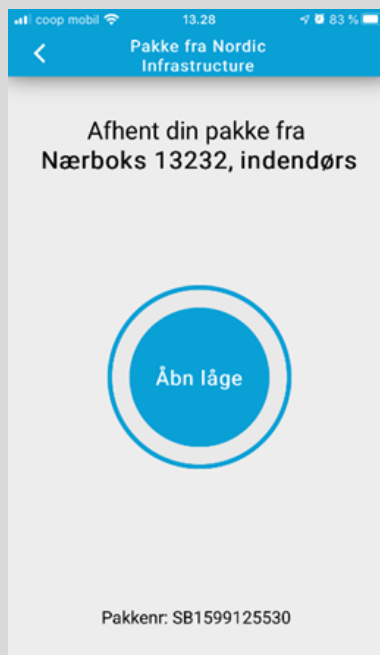 coop mobil 13.28 83 %
Pakke fra Nordic
Infrastructure
Afhent din pakke fra
Nærboks 13232, indendørs
Åbn låge
Pakkenr: SB1599125530